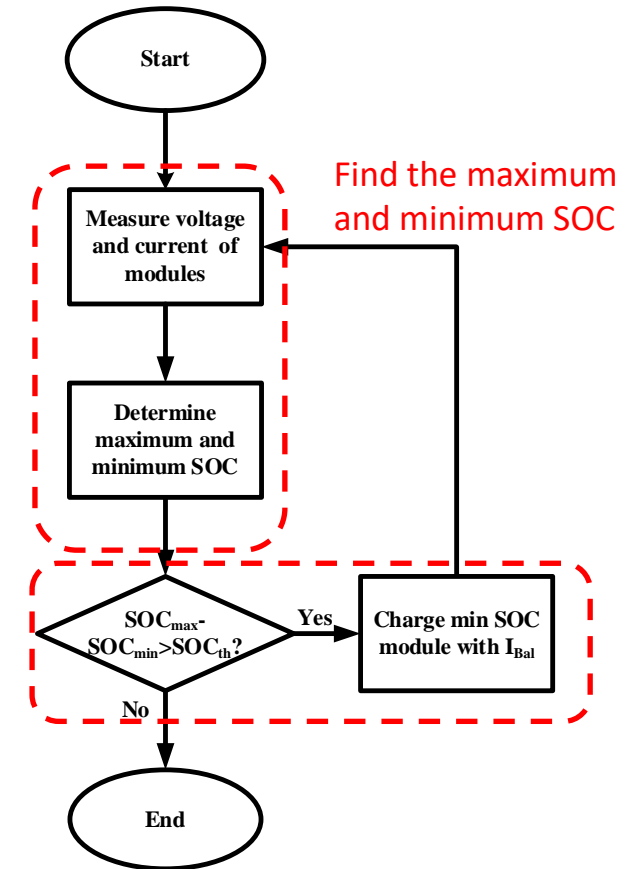 Start
Find the maximum
and minimum SOC
Measure voltage
and current of
modules
Determine
maximum and
minimum SOC
SOCmax-
SOCmin>SOCth?
Yes
Charge min SOC
module with IBal
No
End